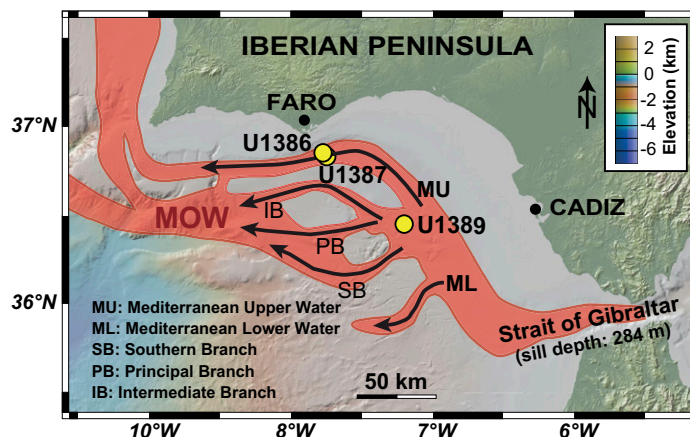 IBERIAN PENINSULA
Elevation (km)
2
0
-2
-4
-6
N
FARO
37°N
U1386
U1387
MU
IB
MOW
U1389
CADIZ
PB
SB
ML
36°N
MU: Mediterranean Upper Water
ML: Mediterranean Lower Water
SB: Southern Branch
PB: Principal Branch
IB: Intermediate Branch
Strait of Gibraltar
(sill depth: 284 m)
50 km
10°W
8°W
7°W
6°W